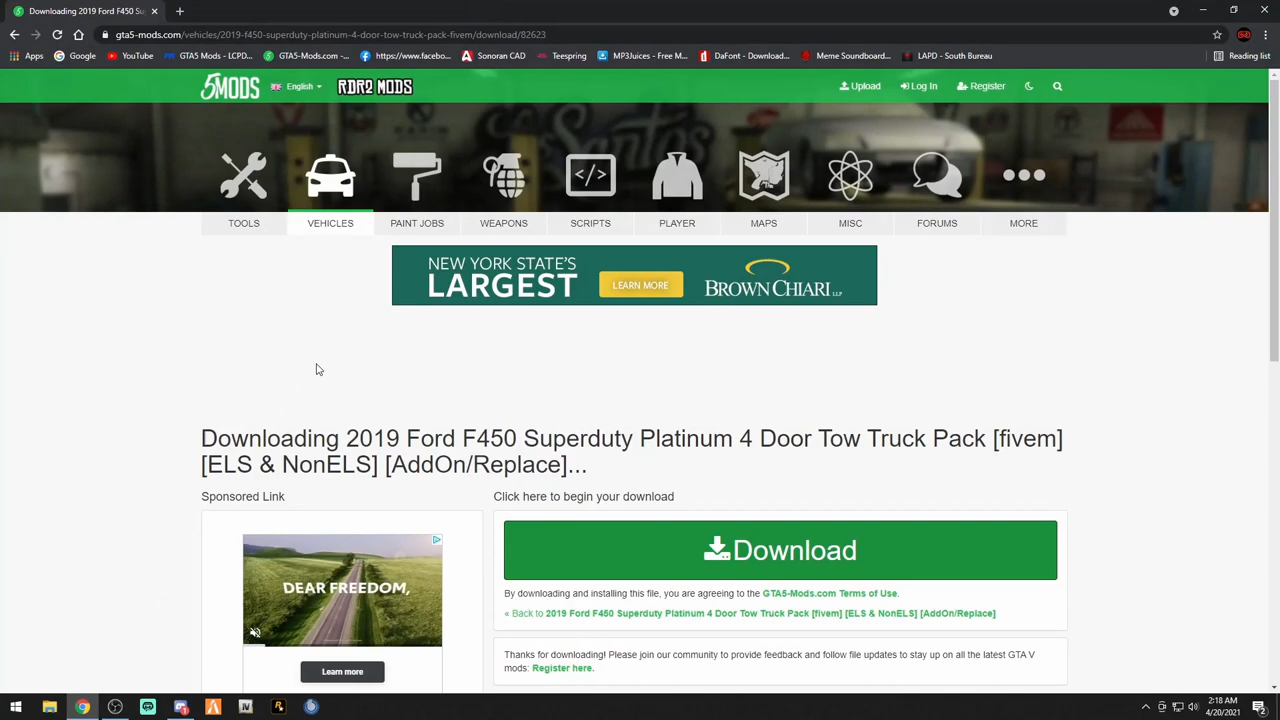 Downloading 2019 Ford F450 Su
gta5-mods.com/vehicles/2019-f450-superduty-platinum-4-door-tow-truck-pack-fivem/download/82623
Apps
Google
YouTube
GTA5 Mods - LCPD...
GTA5-Mods.com - Y...
https://www.facebo...
Sonoran CAD
Teespring
MP3Juices - Free M...
DaFont - Download...
Meme Soundboard...
LAPD - South Bureau
Reading list
5MODS
English
RDR2 MODS
Upload
Log In
Register
TOOLS
VEHICLES
PAINT JOBS
WEAPONS
SCRIPTS
PLAYER
MAPS
MISC
FORUMS
MORE
NEW YORK STATE'S
LARGEST
LEARN MORE
BROWN CHIARI LLP
Downloading 2019 Ford F450 Superduty Platinum 4 Door Tow Truck Pack [fivem]
[ELS & NonELS] [AddOn/Replace]...
Sponsored Link
Click here to begin your download
DEAR FREEDOM,
Learn more
Download
By downloading and installing this file, you are agreeing to the GTA5-Mods.com Terms of Use.
« Back to 2019 Ford F450 Superduty Platinum 4 Door Tow Truck Pack [fivem] [ELS & NonELS] [AddOn/Replace]
Thanks for downloading! Please join our community to provide feedback and follow file updates to stay up on all the latest GTA V
mods: Register here.
2:18 AM
4/20/2021